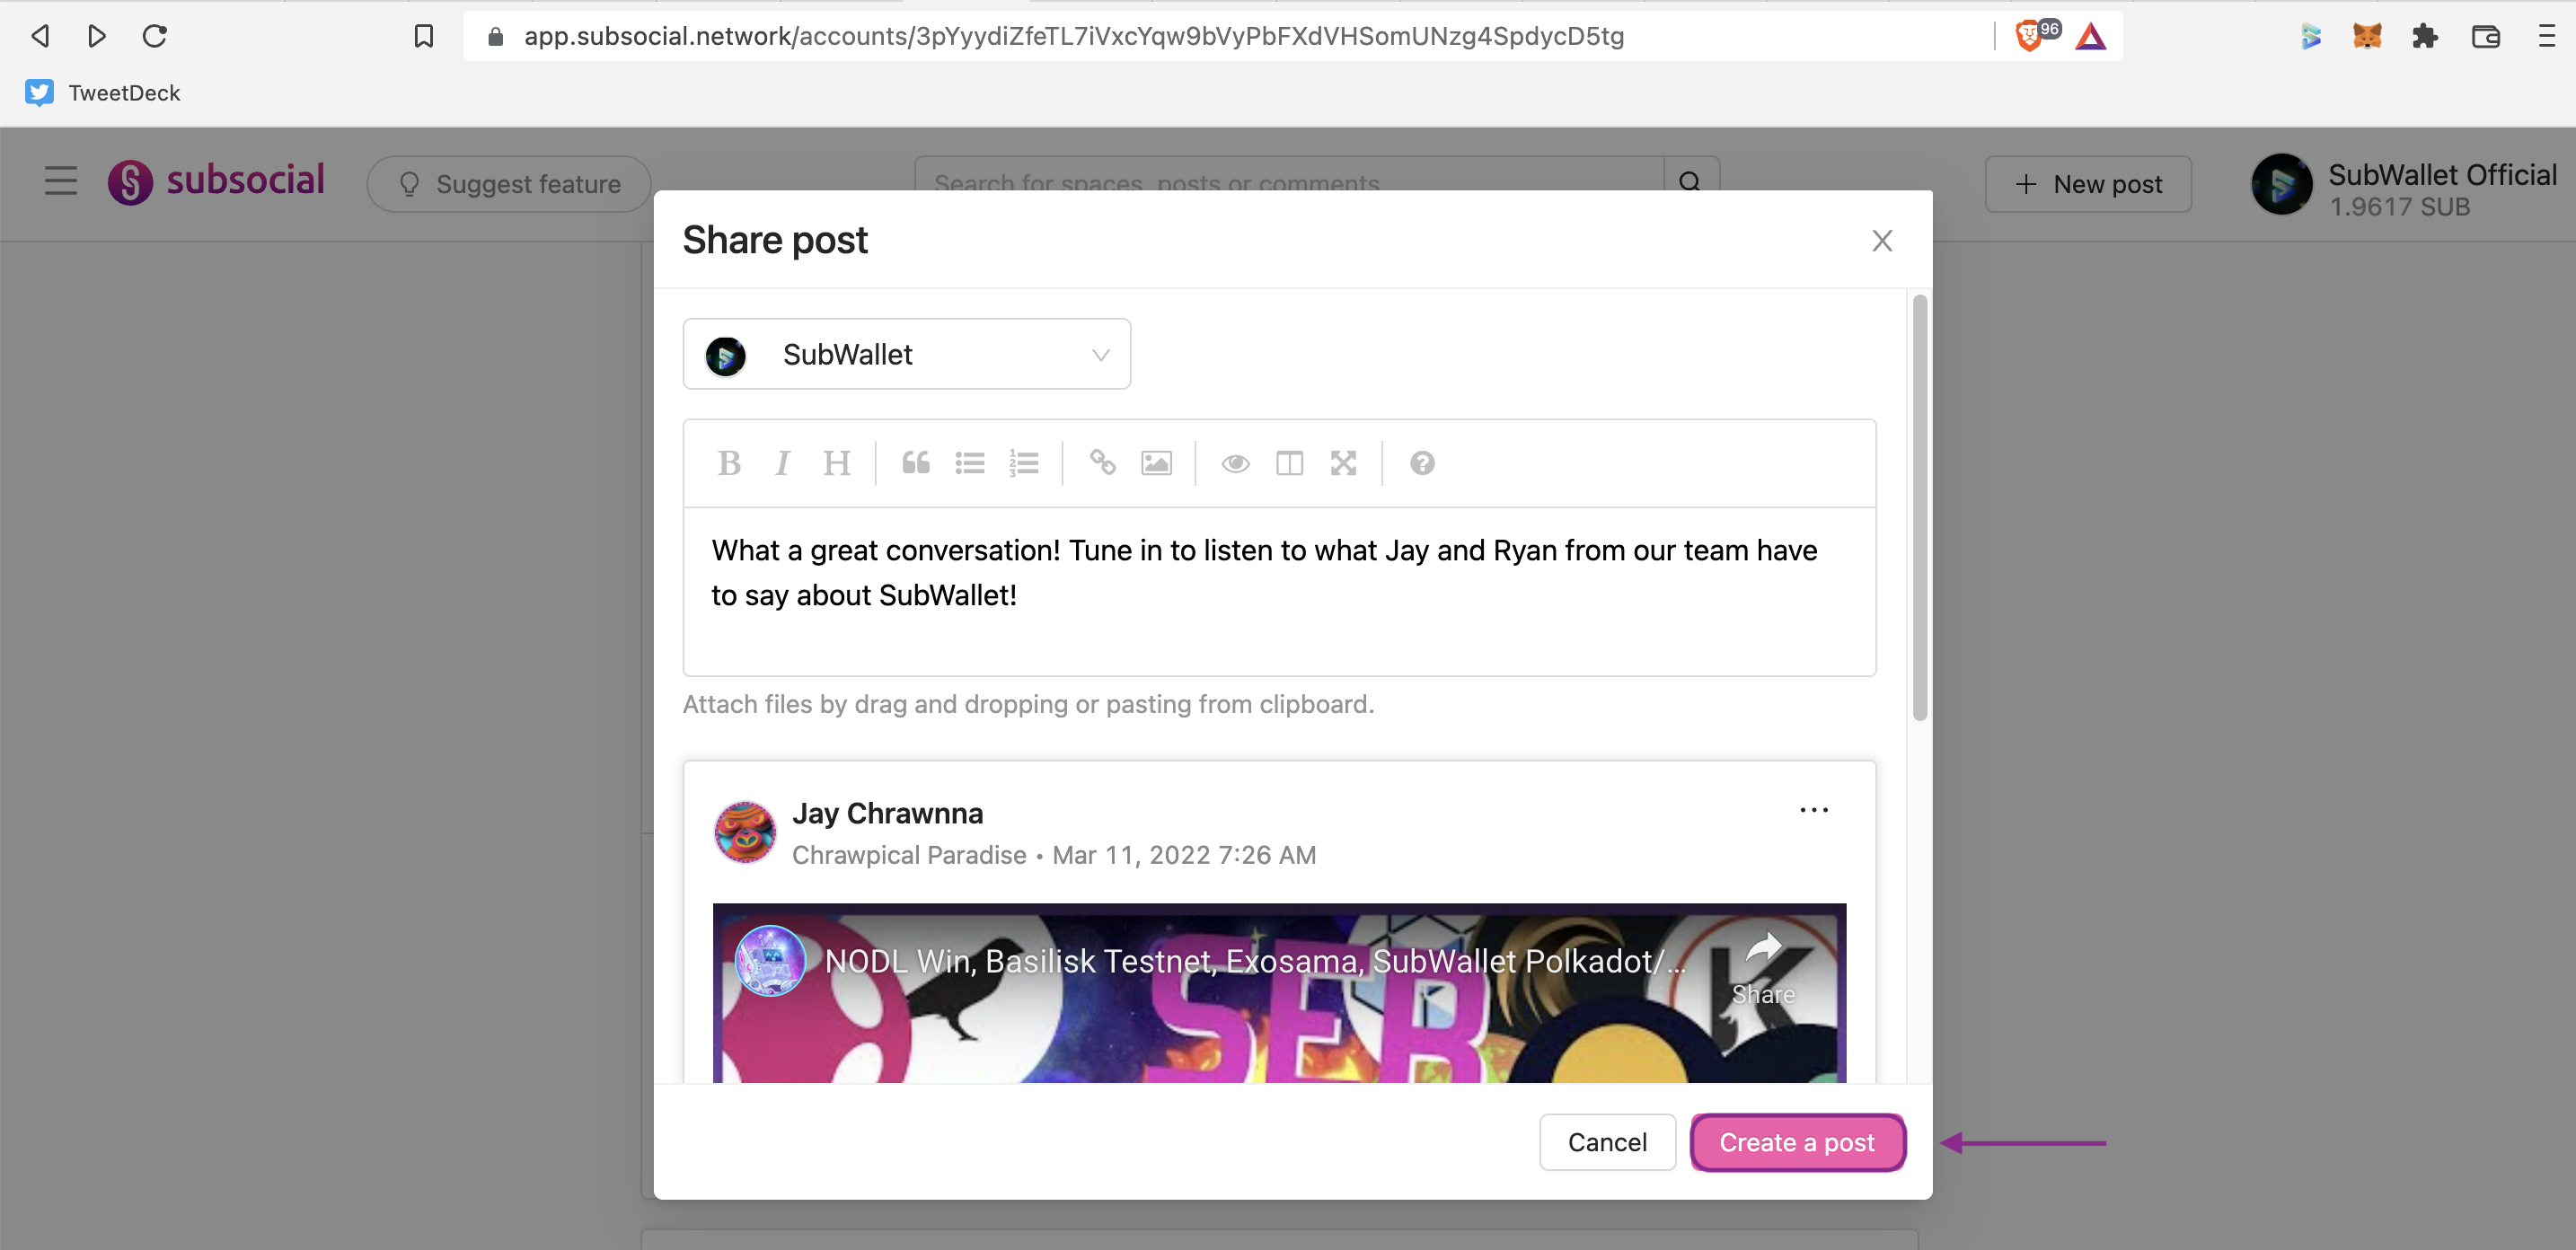 app.subsocial.network/accounts/3pYyydiZfeTL7iVxcYqw9bVyPbFXdVHSomUNzg4SpdycD5tg
96
TweetDeck
subsocial
Suggest feature
Search for spaces, posts or comments
+ New post
SubWallet Official
1.9617 SUB
Share post
SubWallet
B I H
What a great conversation! Tune in to listen to what Jay and Ryan from our team have
to say about SubWallet!
Attach files by drag and dropping or pasting from clipboard.
Jay Chrawnna
Chrawpical Paradise • Mar 11, 2022 7:26 AM
NODL Win, Basilisk Testnet, Exosama, SubWallet Polkadot/...
Share
SER
K
Cancel
Create a post